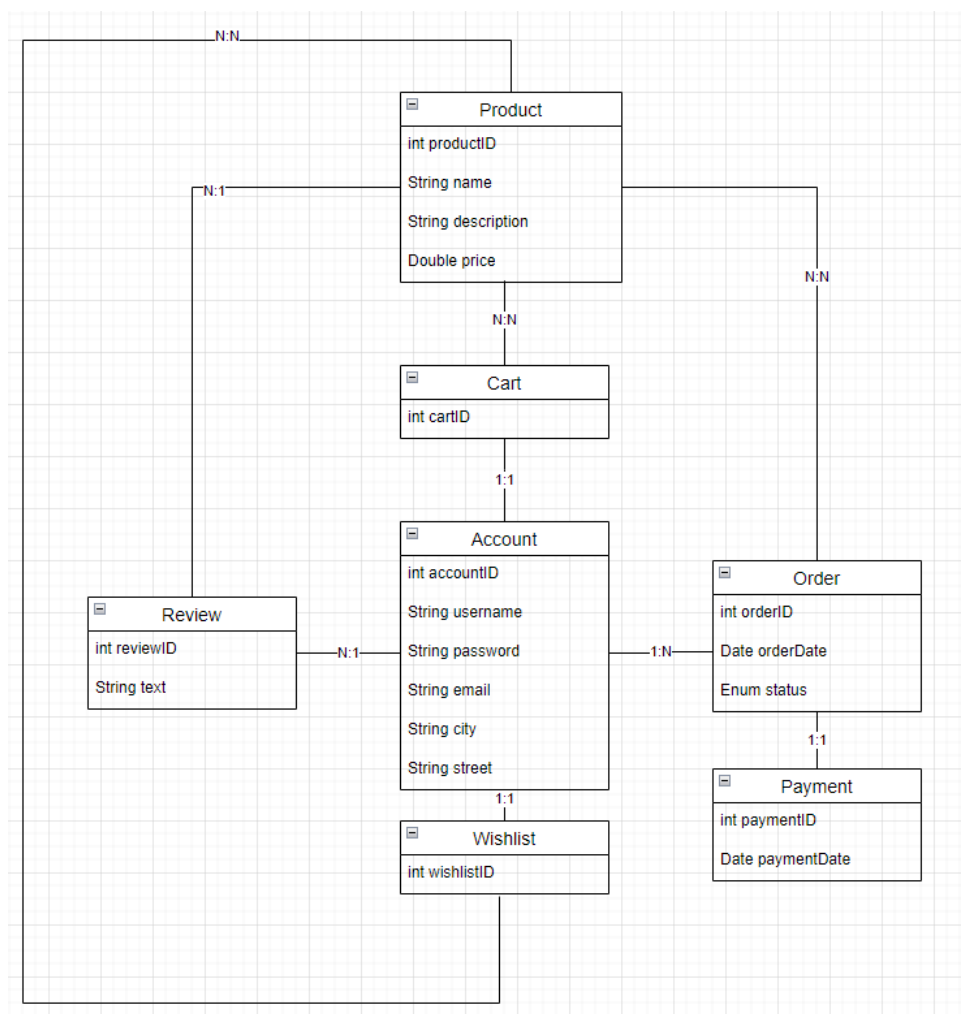 N:N
Product
int productID
String name
String description
Double price
N:1
N:N
N:N
Cart
int cartID
1:1
Account
int accountID
String username
String password
String email
String city
String street
Review
int reviewID
String text
N:1
1:N
Order
int orderID
Date orderDate
Enum status
1:1
Payment
int paymentID
Date paymentDate
1:1
Wishlist
int wishlistID